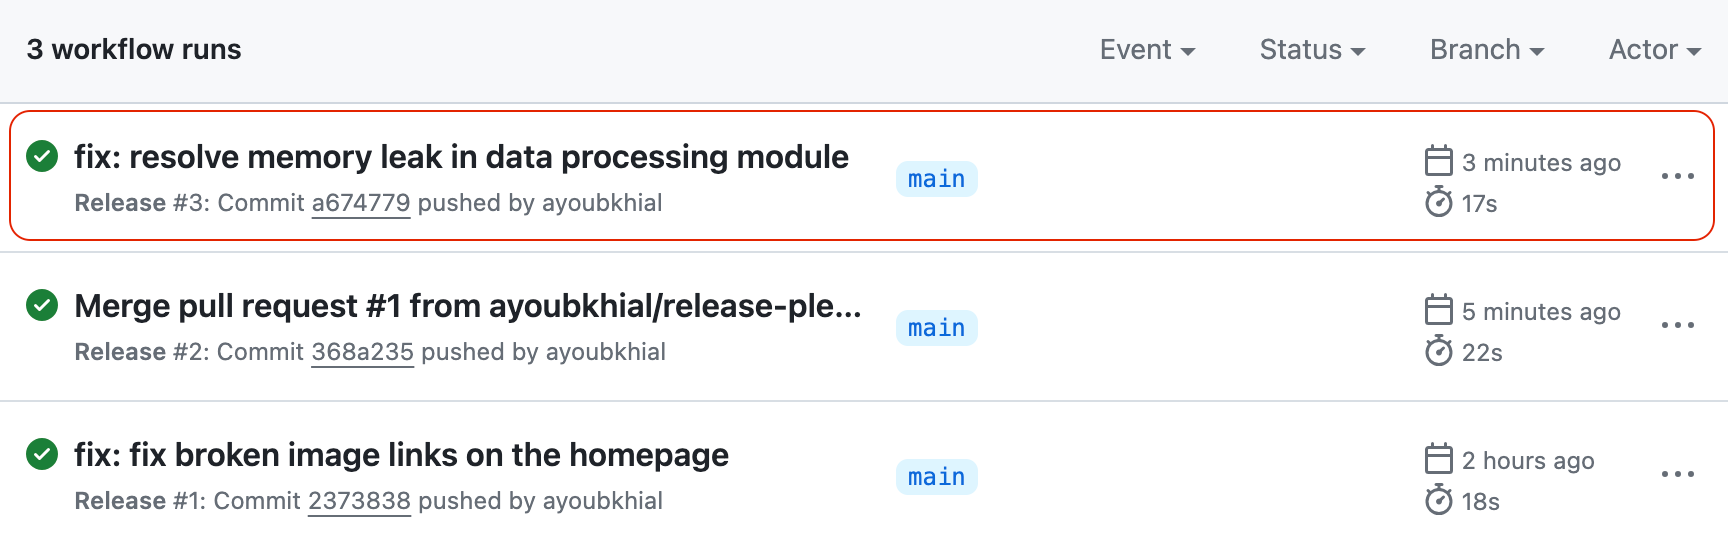 3 workflow runs
Event
Status
Branch
Actor
fix: resolve memory leak in data processing module
Release #3: Commit a674779 pushed by ayoubkhial
main
3 minutes ago
17s
Merge pull request #1 from ayoubkhial/release-ple...
Release #2: Commit 368a235 pushed by ayoubkhial
main
5 minutes ago
22s
fix: fix broken image links on the homepage
Release #1: Commit 2373838 pushed by ayoubkhial
main
2 hours ago
18s